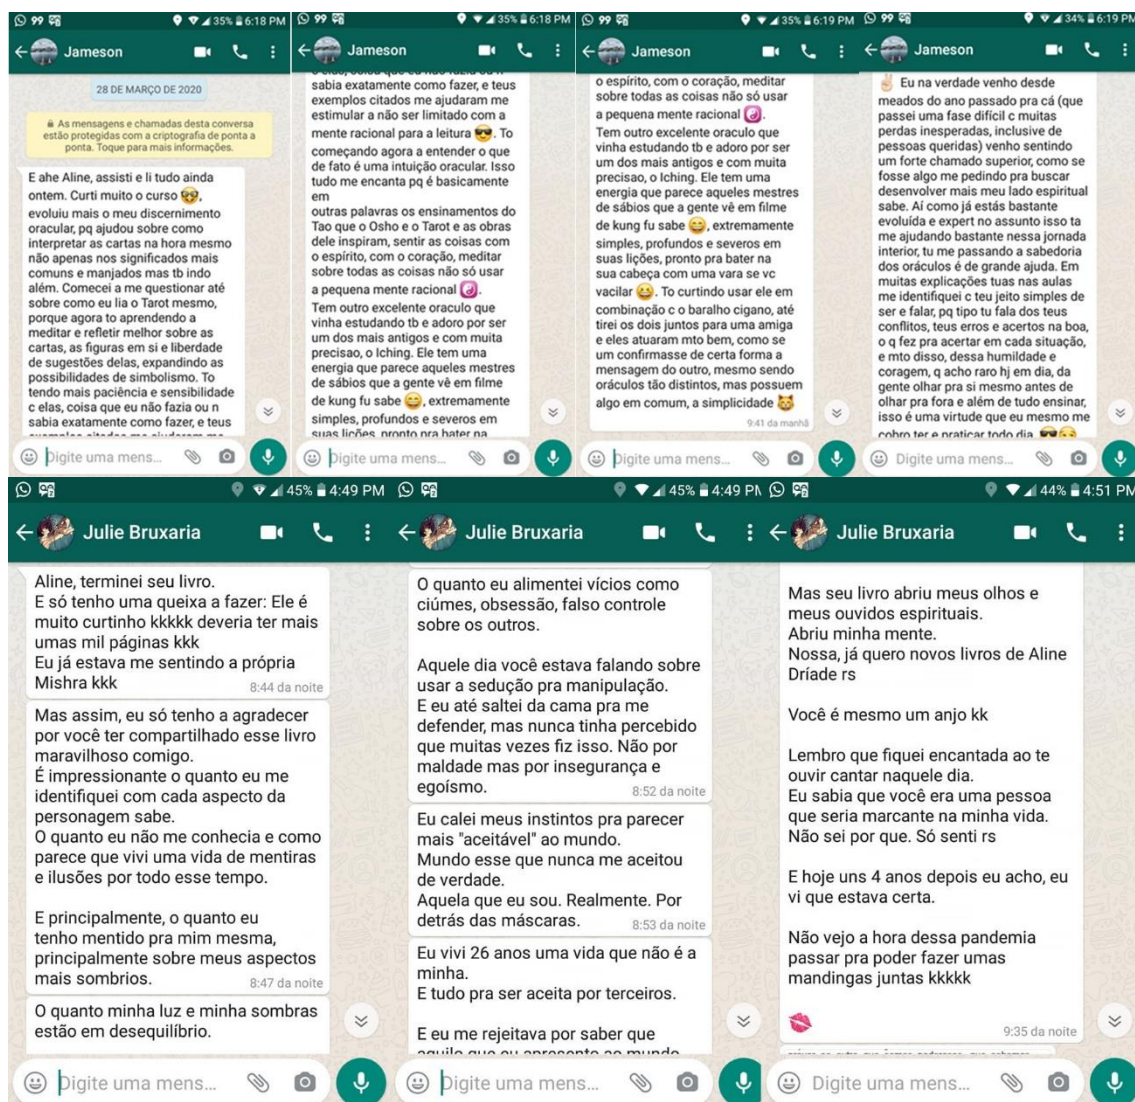 99 35% 6:18 PM
Jameson
28 DE MARÇO DE 2020
As mensagens e chamadas desta conversa
estão protegidas com a criptografia de ponta a
ponta. Toque para mais informações.
E ahe Aline, assisti e li tudo ainda
ontem. Curti muito o curso 🤓,
evoluiu mais o meu discernimento
oracular, pq ajudou sobre como
interpretar as cartas na hora mesmo
não apenas nos significados mais
comuns e manjados mas tb indo
além. Comecei a me questionar até
sobre como eu lia o Tarot mesmo,
porque agora to aprendendo a
meditar e refletir melhor sobre as
cartas, as figuras em si e liberdade
de sugestões delas, expandindo as
possibilidades de simbolismo. To
tendo mais paciência e sensibilidade
c elas, coisa que eu não fazia ou n
sabia exatamente como fazer, e teus
Digite uma mens...
99 35% 6:18 PM
Jameson
sabia exatamente como fazer, e teus
exemplos citados me ajudaram me
estimular a não ser limitado com a
mente racional para a leitura 😎. To
começando agora a entender o que
de fato é uma intuição oracular. Isso
tudo me encanta pq é basicamente
em
outras palavras os ensinamentos do
Tao que o Osho e o Tarot e as obras
dele inspiram, sentir as coisas com
o espírito, com o coração, meditar
sobre todas as coisas não só usar
a pequena mente racional ☯.
Tem outro excelente oraculo que
vinha estudando tb e adoro por ser
um dos mais antigos e com muita
precisao, o Iching. Ele tem uma
energia que parece aqueles mestres
de sábios que a gente vê em filme
de kung fu sabe 😄, extremamente
simples, profundos e severos em
suas lições, pronto pra bater na
Digite uma mens...
99 35% 6:19 PM
Jameson
o espírito, com o coração, meditar
sobre todas as coisas não só usar
a pequena mente racional ☯.
Tem outro excelente oraculo que
vinha estudando tb e adoro por ser
um dos mais antigos e com muita
precisao, o Iching. Ele tem uma
energia que parece aqueles mestres
de sábios que a gente vê em filme
de kung fu sabe 😄, extremamente
simples, profundos e severos em
suas lições, pronto pra bater na
sua cabeça com uma vara se vc
vacilar 😄. To curtindo usar ele em
combinação c o baralho cigano, até
tirei os dois juntos para uma amiga
e eles atuaram mto bem, como se
um confirmasse de certa forma a
mensagem do outro, mesmo sendo
oráculos tão distintos, mas possuem
algo em comum, a simplicidade 😸
9:41 da manhã
Digite uma mens...
99 34% 6:19 PM
Jameson
✌ Eu na verdade venho desde
meados do ano passado pra cá (que
passei uma fase difícil c muitas
perdas inesperadas, inclusive de
pessoas queridas) venho sentindo
um forte chamado superior, como se
fosse algo me pedindo pra buscar
desenvolver mais meu lado espiritual
sabe. Aí como já estás bastante
evoluída e expert no assunto isso ta
me ajudando bastante nessa jornada
interior, tu me passando a sabedoria
dos oráculos é de grande ajuda. Em
muitas explicações tuas nas aulas
me identifiquei c teu jeito simples de
ser e falar, pq tipo tu fala dos teus
conflitos, teus erros e acertos na boa,
o q fez pra acertar em cada situação,
e mto disso, dessa humildade e
coragem, q acho raro hj em dia, da
gente olhar pra si mesmo antes de
olhar pra fora e além de tudo ensinar,
isso é uma virtude que eu mesmo me
cobro ter e praticar todo dia 😎😏
Digite uma mens...
45% 4:49 PM
Julie Bruxaria
Aline, terminei seu livro.
E só tenho uma queixa a fazer: Ele é
muito curtinho kkkkk deveria ter mais
umas mil páginas kkk
Eu já estava me sentindo a própria
Mishra kkk
8:44 da noite
Mas assim, eu só tenho a agradecer
por você ter compartilhado esse livro
maravilhoso comigo.
É impressionante o quanto eu me
identifiquei com cada aspecto da
personagem sabe.
O quanto eu não me conhecia e como
parece que vivi uma vida de mentiras
e ilusões por todo esse tempo.
E principalmente, o quanto eu
tenho mentido pra mim mesma,
principalmente sobre meus aspectos
mais sombrios.
8:47 da noite
O quanto minha luz e minha sombras
estão em desequilíbrio.
Digite uma mens...
45% 4:49 PM
Julie Bruxaria
O quanto eu alimentei vícios como
ciúmes, obsessão, falso controle
sobre os outros.
Aquele dia você estava falando sobre
usar a sedução pra manipulação.
E eu até saltei da cama pra me
defender, mas nunca tinha percebido
que muitas vezes fiz isso. Não por
maldade mas por insegurança e
egoísmo.
8:52 da noite
Eu calei meus instintos pra parecer
mais "aceitável" ao mundo.
Mundo esse que nunca me aceitou
de verdade.
Aquela que eu sou. Realmente. Por
detrás das máscaras.
8:53 da noite
Eu vivi 26 anos uma vida que não é a
minha.
E tudo pra ser aceita por terceiros.
E eu me rejeitava por saber que
aquilo que eu apresento ao mundo
Digite uma mens...
44% 4:51 PM
Julie Bruxaria
Mas seu livro abriu meus olhos e
meus ouvidos espirituais.
Abriu minha mente.
Nossa, já quero novos livros de Aline
Dríade rs
Você é mesmo um anjo kk
Lembro que fiquei encantada ao te
ouvir cantar naquele dia.
Eu sabia que você era uma pessoa
que seria marcante na minha vida.
Não sei por que. Só senti rs
E hoje uns 4 anos depois eu acho, eu
vi que estava certa.
Não vejo a hora dessa pandemia
passar pra poder fazer umas
mandingas juntas kkkkk
💋
9:35 da noite
Digite uma mens...